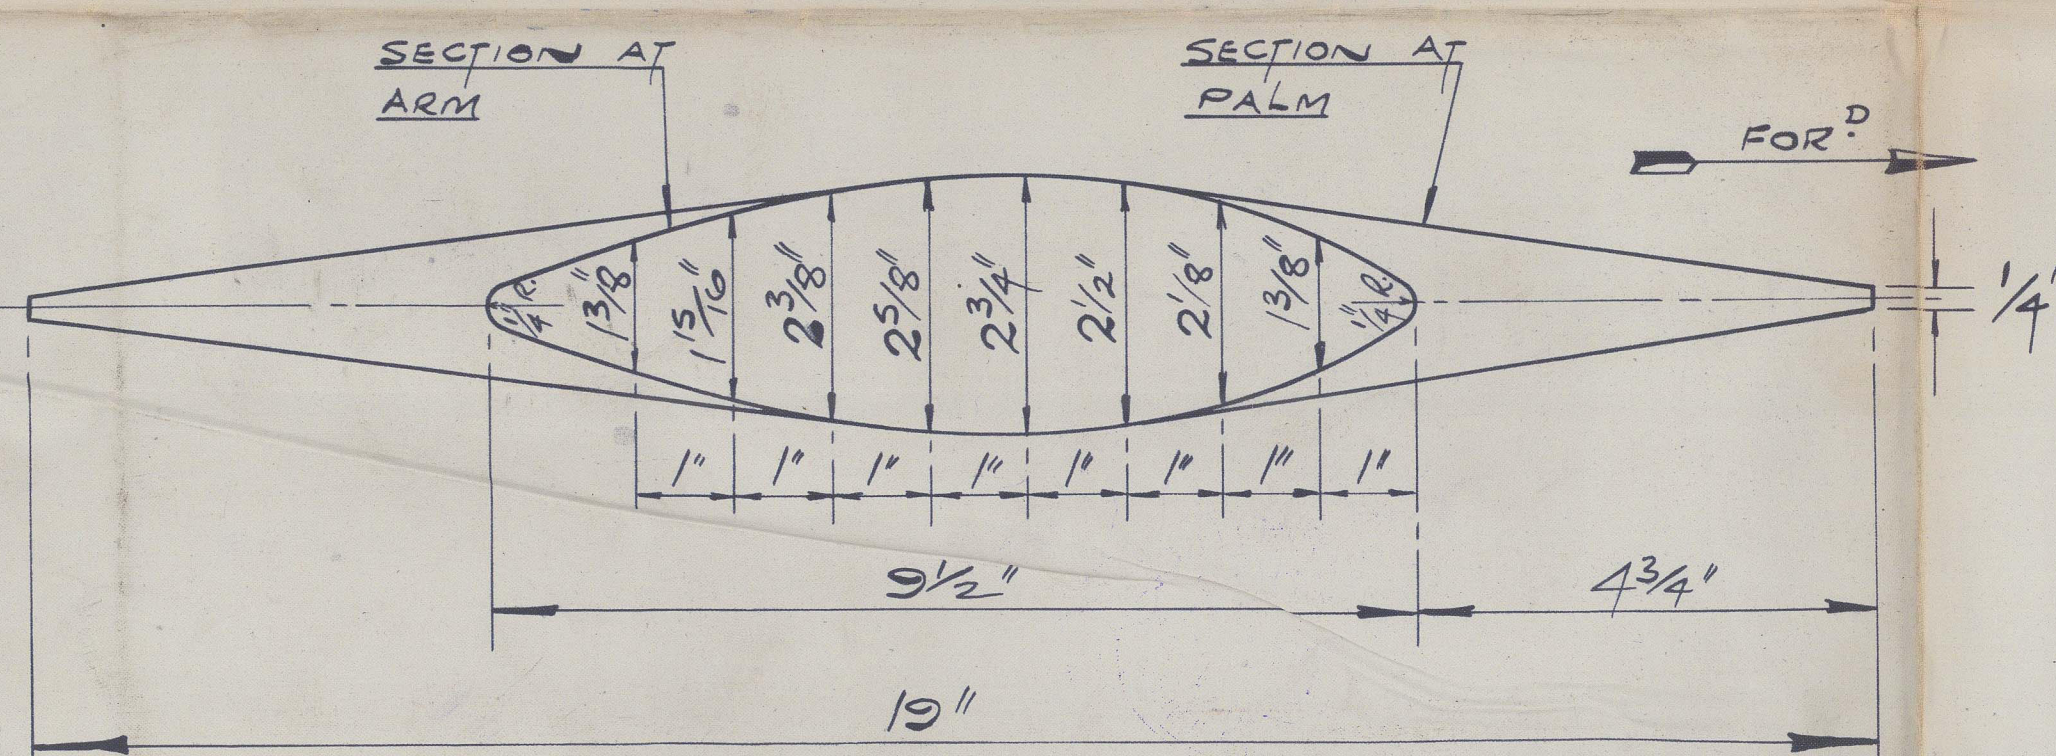 SECTION AT
ARM
SECTION AT
PALM
FOR.D
1/4" R.
1 3/8"
1 15/16"
2 3/8"
2 5/8"
2 3/4"
2 1/2"
2 1/8"
1 3/8"
1/4" R.
1/4"
1" 1" 1" 1" 1" 1" 1" 1"
9 1/2" 4 3/4"
19"